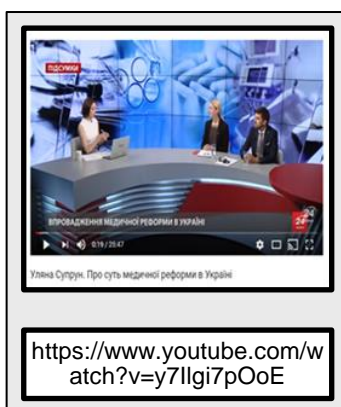 ПІДСУМКИ
ВПРОВАДЖЕННЯ МЕДИЧНОЇ РЕФОРМИ В УКРАЇНІ
24
0:19 / 25:47
Уляна Супрун. Про суть медичної реформи в Україні
https://www.youtube.com/w
atch?v=y7Ilgi7pOoE